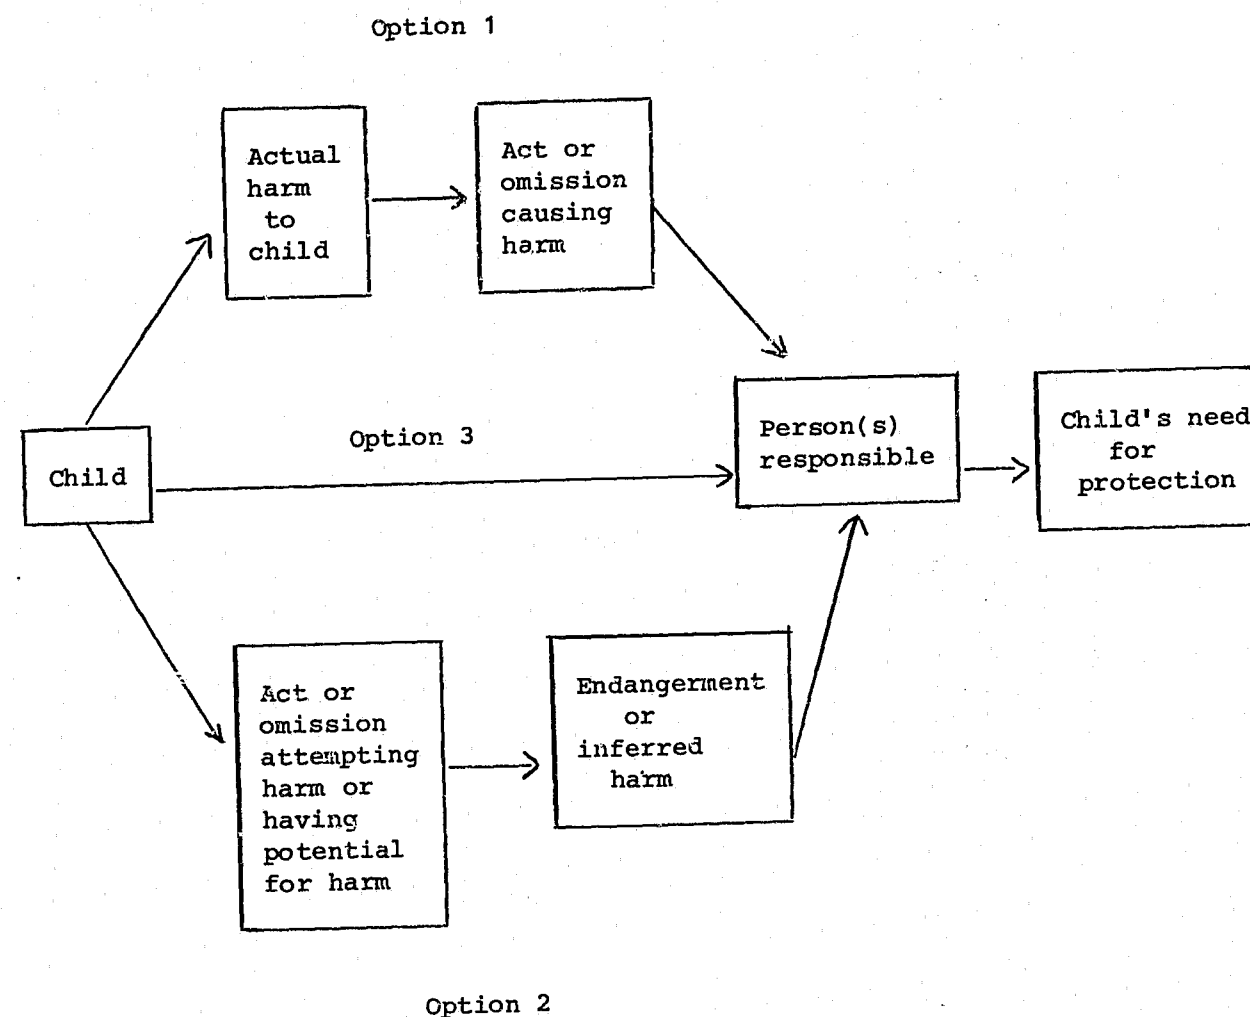 Option 1
Actual
harm
to
child
Act or
omission
causing
harm
Child
Option 3
Person(s)
responsible
Child's need
for
protection
Act or
omission
attempting
harm or
having
potential
for harm
Endangerment
or
inferred
harm
Option 2